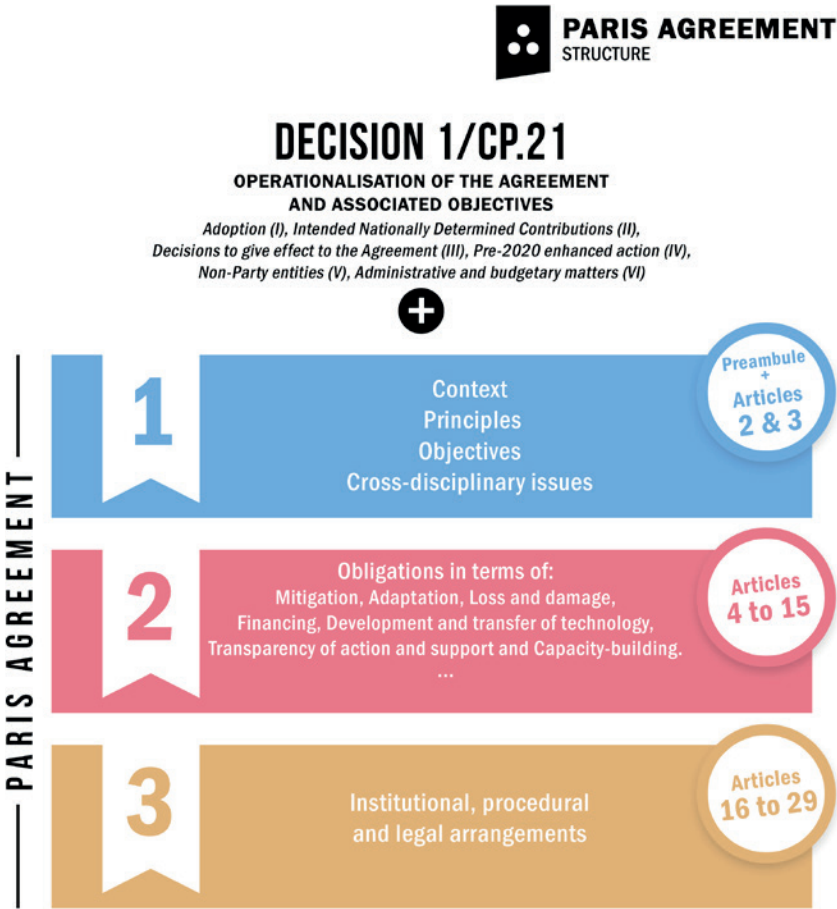 PARIS AGREEMENT
STRUCTURE
DECISION 1/CP.21
OPERATIONALISATION OF THE AGREEMENT
AND ASSOCIATED OBJECTIVES
Adoption (I), Intended Nationally Determined Contributions (II),
Decisions to give effect to the Agreement (III), Pre-2020 enhanced action (IV),
Non-Party entities (V), Administrative and budgetary matters (VI)
+
PARIS AGREEMENT
1
Context
Principles
Objectives
Cross-disciplinary issues
Preambule
+
Articles
2 & 3
2
Obligations in terms of:
Mitigation, Adaptation, Loss and damage,
Financing, Development and transfer of technology,
Transparency of action and support and Capacity-building.
...
Articles
4 to 15
3
Institutional, procedural
and legal arrangements
Articles
16 to 29